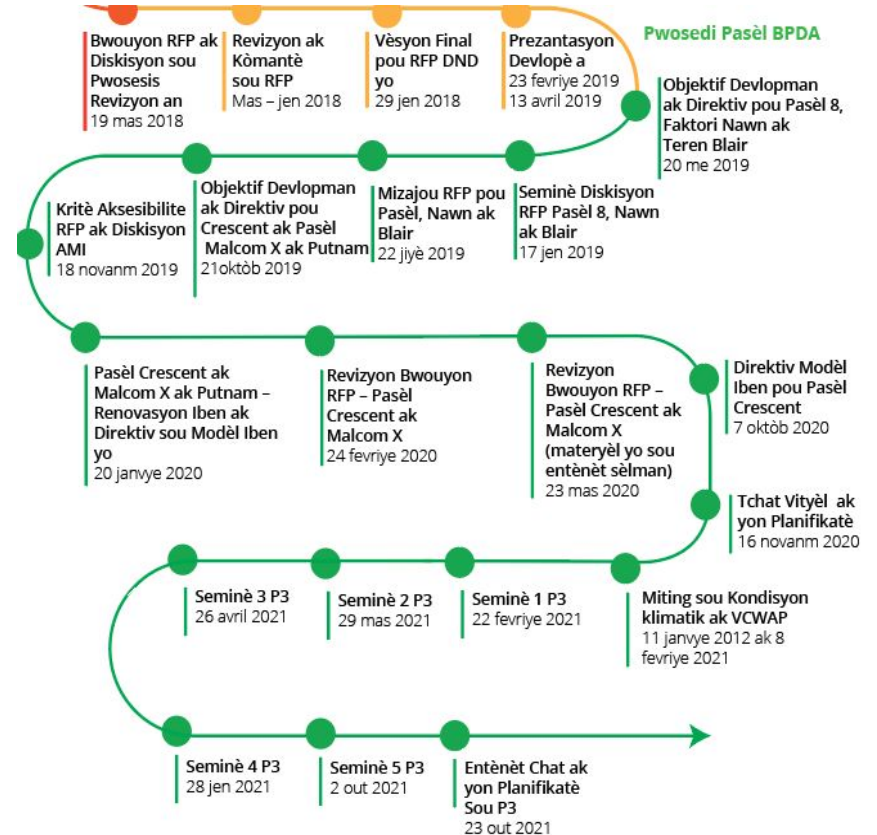 Bwouyon RFP ak
Diskisyon sou
Pwosesis
Revizyon an
19 mas 2018
Revizyon ak
Kòmantè
sou RFP
Mas – jen 2018
Vèsyon Final
pou RFP DND
yo
29 jen 2018
Prezantasyon
Devlopè a
23 fevriye 2019
13 avril 2019
Pwosedi Pasèl BPDA
Objektif Devlopman
ak Direktiv pou Pasèl 8,
Faktori Nawn ak
Teren Blair
20 me 2019
Seminè Diskisyon
RFP Pasèl 8, Nawn
ak Blair
17 jen 2019
Mizajou RFP pou
Pasèl, Nawn ak
Blair
22 jiyè 2019
Objektif Devlopman
ak Direktiv pou
Crescent ak Pasèl
Malcom X ak Putnam
21oktòb 2019
Kritè Aksesibilite
RFP ak Diskisyon
AMI
18 novanm 2019
Pasèl Crescent ak
Malcom X ak Putnam –
Renovasyon Iben ak
Direktiv sou Modèl Iben
yo
20 janvye 2020
Revizyon Bwouyon
RFP – Pasèl
Crescent ak
Malcom X
24 fevriye 2020
Revizyon
Bwouyon RFP –
Pasèl Crescent ak
Malcom X
(materyèl yo sou
entènèt sèlman)
23 mas 2020
Direktiv Modèl
Iben pou Pasèl
Crescent
7 oktòb 2020
Tchat Vityèl ak
yon Planifikatè
16 novanm 2020
Miting sou Kondisyon
klimatik ak VCWAP
11 janvye 2012 ak 8
fevriye 2021
Seminè 1 P3
22 fevriye 2021
Seminè 2 P3
29 mas 2021
Seminè 3 P3
26 avril 2021
Seminè 4 P3
28 jen 2021
Seminè 5 P3
2 out 2021
Entènèt Chat ak
yon Planifikatè
Sou P3
23 out 2021